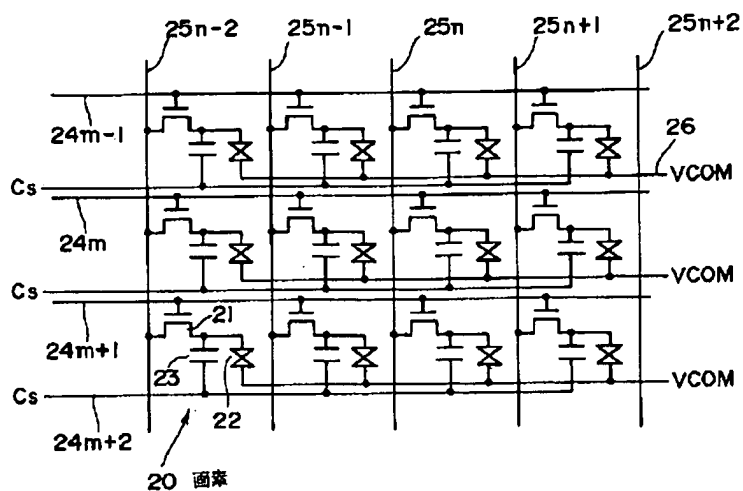 25n-2
25n-1
25n
25n+1
25n+2
24m-1
26
Cs
VCOM
24m
Cs
VCOM
21
24m+1
23
22
Cs
VCOM
24m+2
20 画素